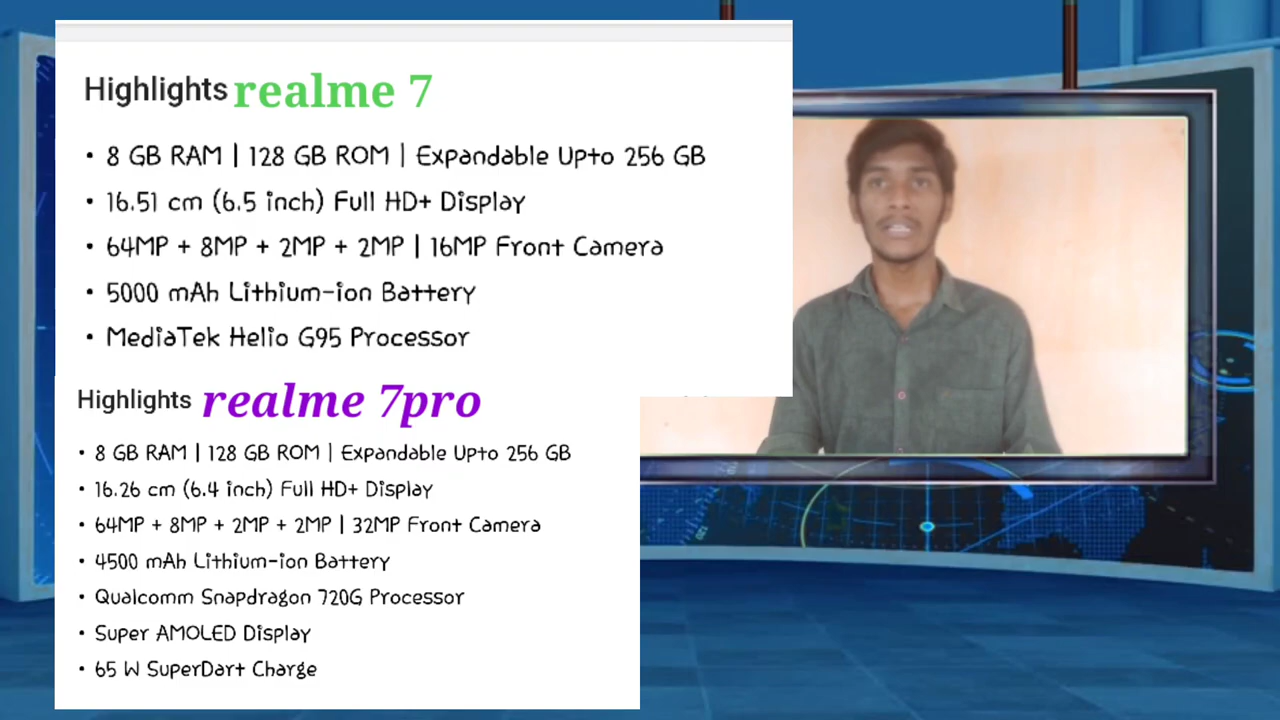 Highlights realme 7
• 8 GB RAM | 128 GB ROM | Expandable Upto 256 GB
• 16.51 cm (6.5 inch) Full HD+ Display
• 64MP + 8MP + 2MP + 2MP | 16MP Front Camera
• 5000 mAh Lithium-ion Battery
• MediaTek Helio G95 Processor
Highlights realme 7pro
• 8 GB RAM | 128 GB ROM | Expandable Upto 256 GB
• 16.26 cm (6.4 inch) Full HD+ Display
• 64MP + 8MP + 2MP + 2MP | 32MP Front Camera
• 4500 mAh Lithium-ion Battery
• Qualcomm Snapdragon 720G Processor
• Super AMOLED Display
• 65 W SuperDart Charge